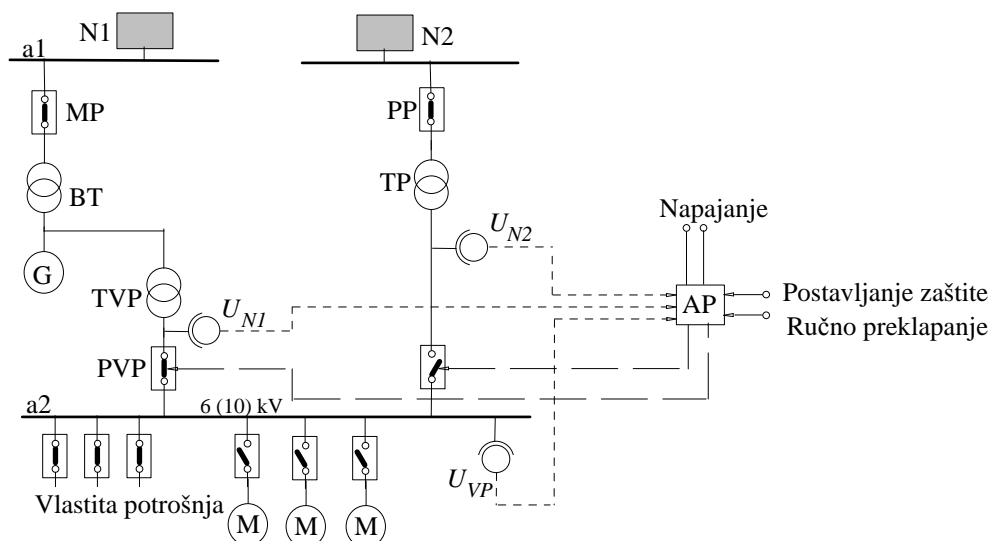 N1
N2
a1
MP
PP
BT
TP
Napajanje
U_N2
G
TVP
U_N1
AP
Postavljanje zaštite
Ručno preklapanje
PVP
a2
6 (10) kV
Vlastita potrošnja
U_VP
M
M
M